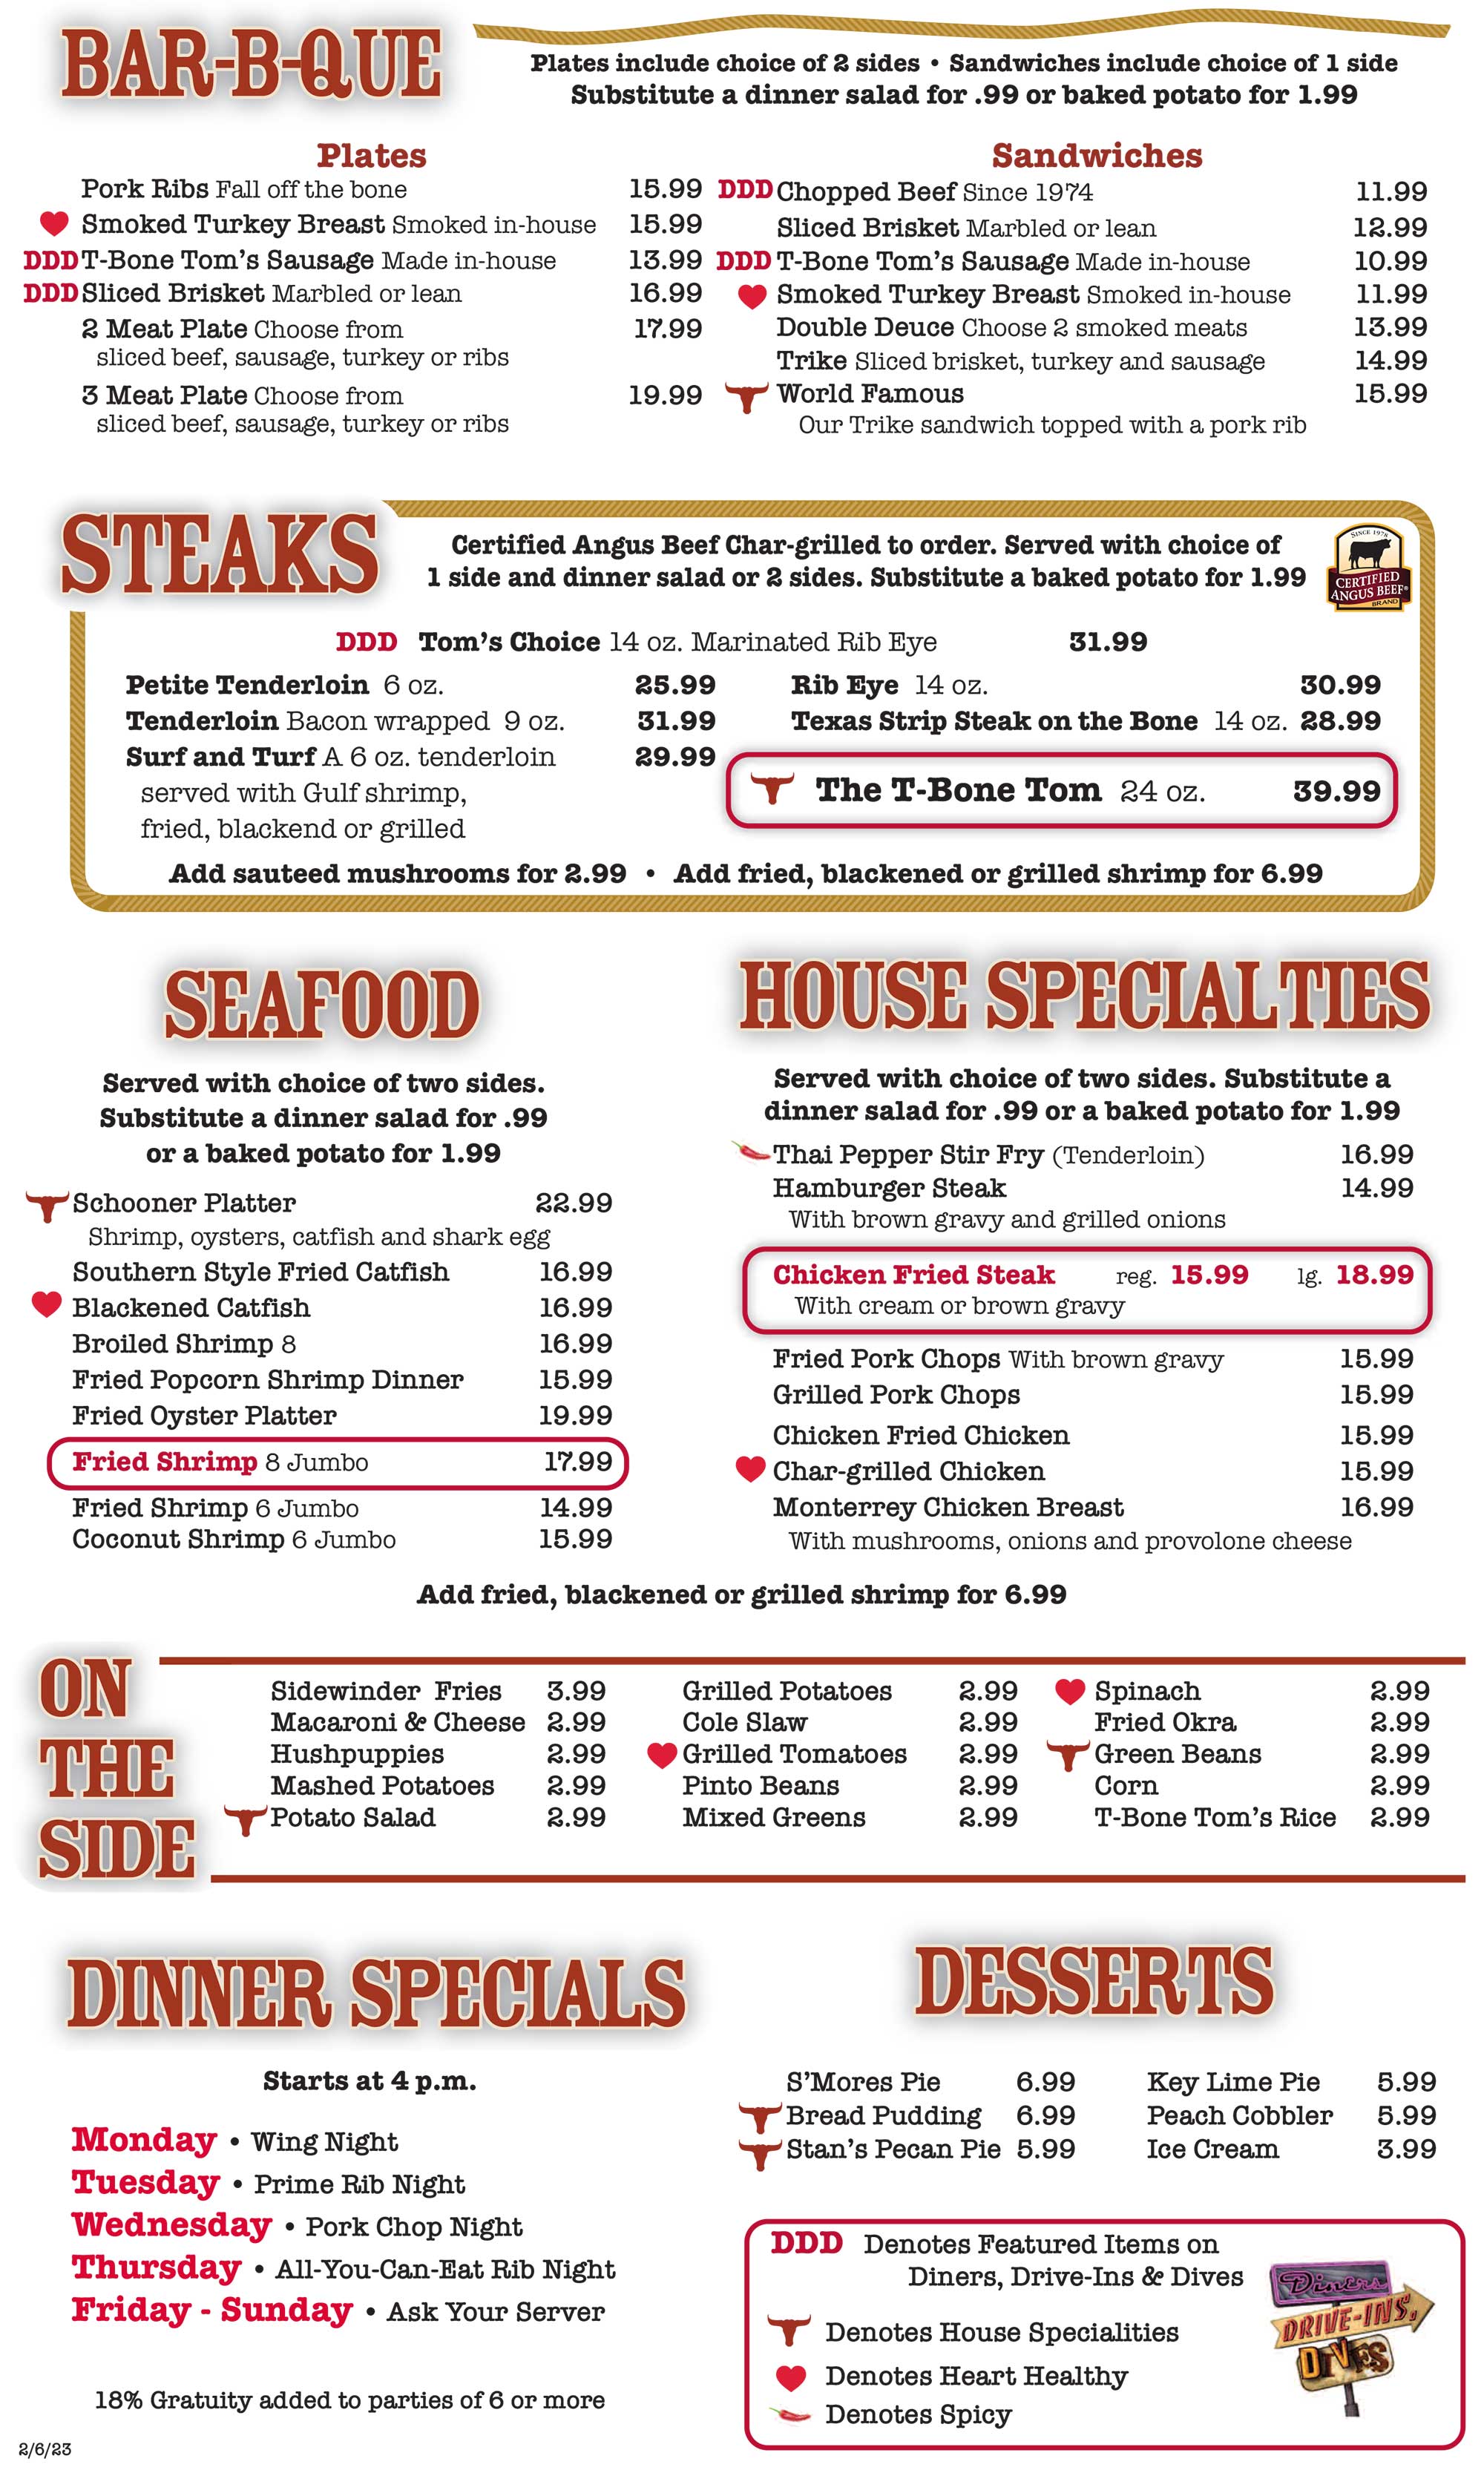 BAR-B-QUE
Plates include choice of 2 sides • Sandwiches include choice of 1 side
Substitute a dinner salad for .99 or baked potato for 1.99
Plates
Pork Ribs Fall off the bone 15.99
Smoked Turkey Breast Smoked in-house 15.99
DDD T-Bone Tom's Sausage Made in-house 13.99
DDD Sliced Brisket Marbled or lean 16.99
2 Meat Plate Choose from 17.99
sliced beef, sausage, turkey or ribs
3 Meat Plate Choose from 19.99
sliced beef, sausage, turkey or ribs
Sandwiches
DDD Chopped Beef Since 1974 11.99
Sliced Brisket Marbled or lean 12.99
DDD T-Bone Tom's Sausage Made in-house 10.99
Smoked Turkey Breast Smoked in-house 11.99
Double Deuce Choose 2 smoked meats 13.99
Trike Sliced brisket, turkey and sausage 14.99
World Famous 15.99
Our Trike sandwich topped with a pork rib
STEAKS
Certified Angus Beef Char-grilled to order. Served with choice of
1 side and dinner salad or 2 sides. Substitute a baked potato for 1.99
SINCE 1978
CERTIFIED
ANGUS BEEF®
BRAND
DDD Tom's Choice 14 oz. Marinated Rib Eye 31.99
Petite Tenderloin 6 oz. 25.99
Tenderloin Bacon wrapped 9 oz. 31.99
Surf and Turf A 6 oz. tenderloin 29.99
served with Gulf shrimp,
fried, blackend or grilled
Rib Eye 14 oz. 30.99
Texas Strip Steak on the Bone 14 oz. 28.99
The T-Bone Tom 24 oz. 39.99
Add sauteed mushrooms for 2.99 • Add fried, blackened or grilled shrimp for 6.99
SEAFOOD
Served with choice of two sides.
Substitute a dinner salad for .99
or a baked potato for 1.99
Schooner Platter 22.99
Shrimp, oysters, catfish and shark egg
Southern Style Fried Catfish 16.99
Blackened Catfish 16.99
Broiled Shrimp 8 16.99
Fried Popcorn Shrimp Dinner 15.99
Fried Oyster Platter 19.99
Fried Shrimp 8 Jumbo 17.99
Fried Shrimp 6 Jumbo 14.99
Coconut Shrimp 6 Jumbo 15.99
HOUSE SPECIALTIES
Served with choice of two sides. Substitute a
dinner salad for .99 or a baked potato for 1.99
Thai Pepper Stir Fry (Tenderloin) 16.99
Hamburger Steak 14.99
With brown gravy and grilled onions
Chicken Fried Steak reg. 15.99 lg. 18.99
With cream or brown gravy
Fried Pork Chops With brown gravy 15.99
Grilled Pork Chops 15.99
Chicken Fried Chicken 15.99
Char-grilled Chicken 15.99
Monterrey Chicken Breast 16.99
With mushrooms, onions and provolone cheese
Add fried, blackened or grilled shrimp for 6.99
ON
THE
SIDE
Sidewinder Fries 3.99
Macaroni & Cheese 2.99
Hushpuppies 2.99
Mashed Potatoes 2.99
Potato Salad 2.99
Grilled Potatoes 2.99
Cole Slaw 2.99
Grilled Tomatoes 2.99
Pinto Beans 2.99
Mixed Greens 2.99
Spinach 2.99
Fried Okra 2.99
Green Beans 2.99
Corn 2.99
T-Bone Tom's Rice 2.99
DINNER SPECIALS
Starts at 4 p.m.
Monday • Wing Night
Tuesday • Prime Rib Night
Wednesday • Pork Chop Night
Thursday • All-You-Can-Eat Rib Night
Friday - Sunday • Ask Your Server
18% Gratuity added to parties of 6 or more
2/6/23
DESSERTS
S'Mores Pie 6.99
Bread Pudding 6.99
Stan's Pecan Pie 5.99
Key Lime Pie 5.99
Peach Cobbler 5.99
Ice Cream 3.99
DDD Denotes Featured Items on
Diners, Drive-Ins & Dives
Denotes House Specialities
Denotes Heart Healthy
Denotes Spicy
Diners
DRIVE-INS,
DIVES